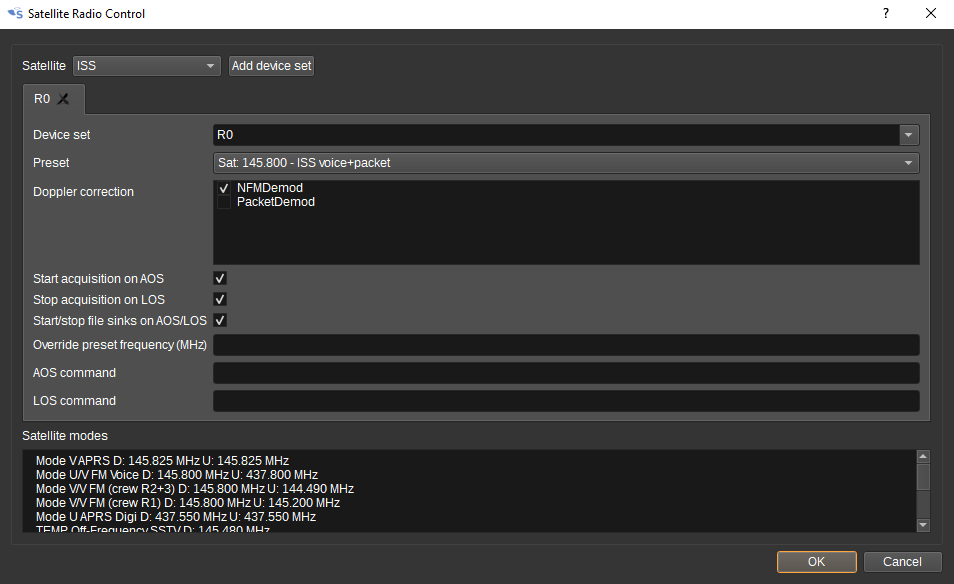 Satellite Radio Control
?
Satellite ISS Add device set
R0
Device set R0
Preset Sat: 145.800 - ISS voice+packet
Doppler correction NFMDemod
PacketDemod
Start acquisition on AOS
Stop acquisition on LOS
Start/stop file sinks on AOS/LOS
Override preset frequency (MHz)
AOS command
LOS command
Satellite modes
Mode V APRS D: 145.825 MHz U: 145.825 MHz
Mode U/V FM Voice D: 145.800 MHz U: 437.800 MHz
Mode V/V FM (crew R2+3) D: 145.800 MHz U: 144.490 MHz
Mode V/V FM (crew R1) D: 145.800 MHz U: 145.200 MHz
Mode U APRS Digi D: 437.550 MHz U: 437.550 MHz
TEMP Off-Frequency SSTV D: 145.480 MHz
OK Cancel